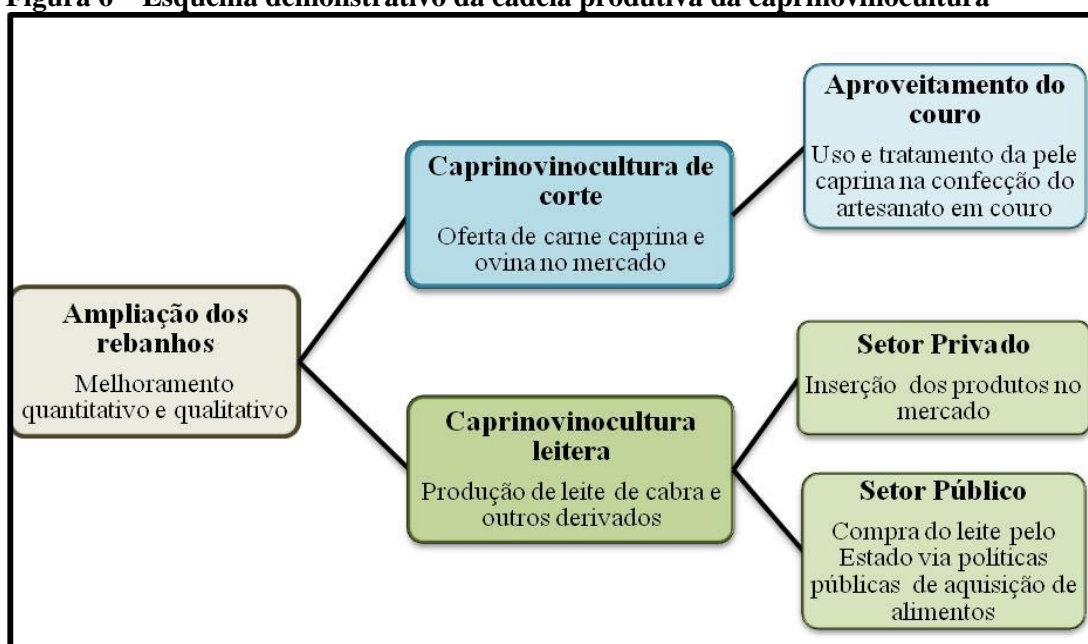 Figura 6 – Esquema demonstrativo da cadeia produtiva da caprinovinocultura
Ampliação dos
rebanhos
Melhoramento
quantitativo e qualitativo
Caprinovinocultura de
corte
Oferta de carne caprina e
ovina no mercado
Aproveitamento do
couro
Uso e tratamento da pele
caprina na confecção do
artesanato em couro
Caprinovinocultura
leitera
Produção de leite de cabra e
outros derivados
Setor Privado
Inserção dos produtos no
mercado
Setor Público
Compra do leite pelo
Estado via políticas
públicas de aquisição de
alimentos